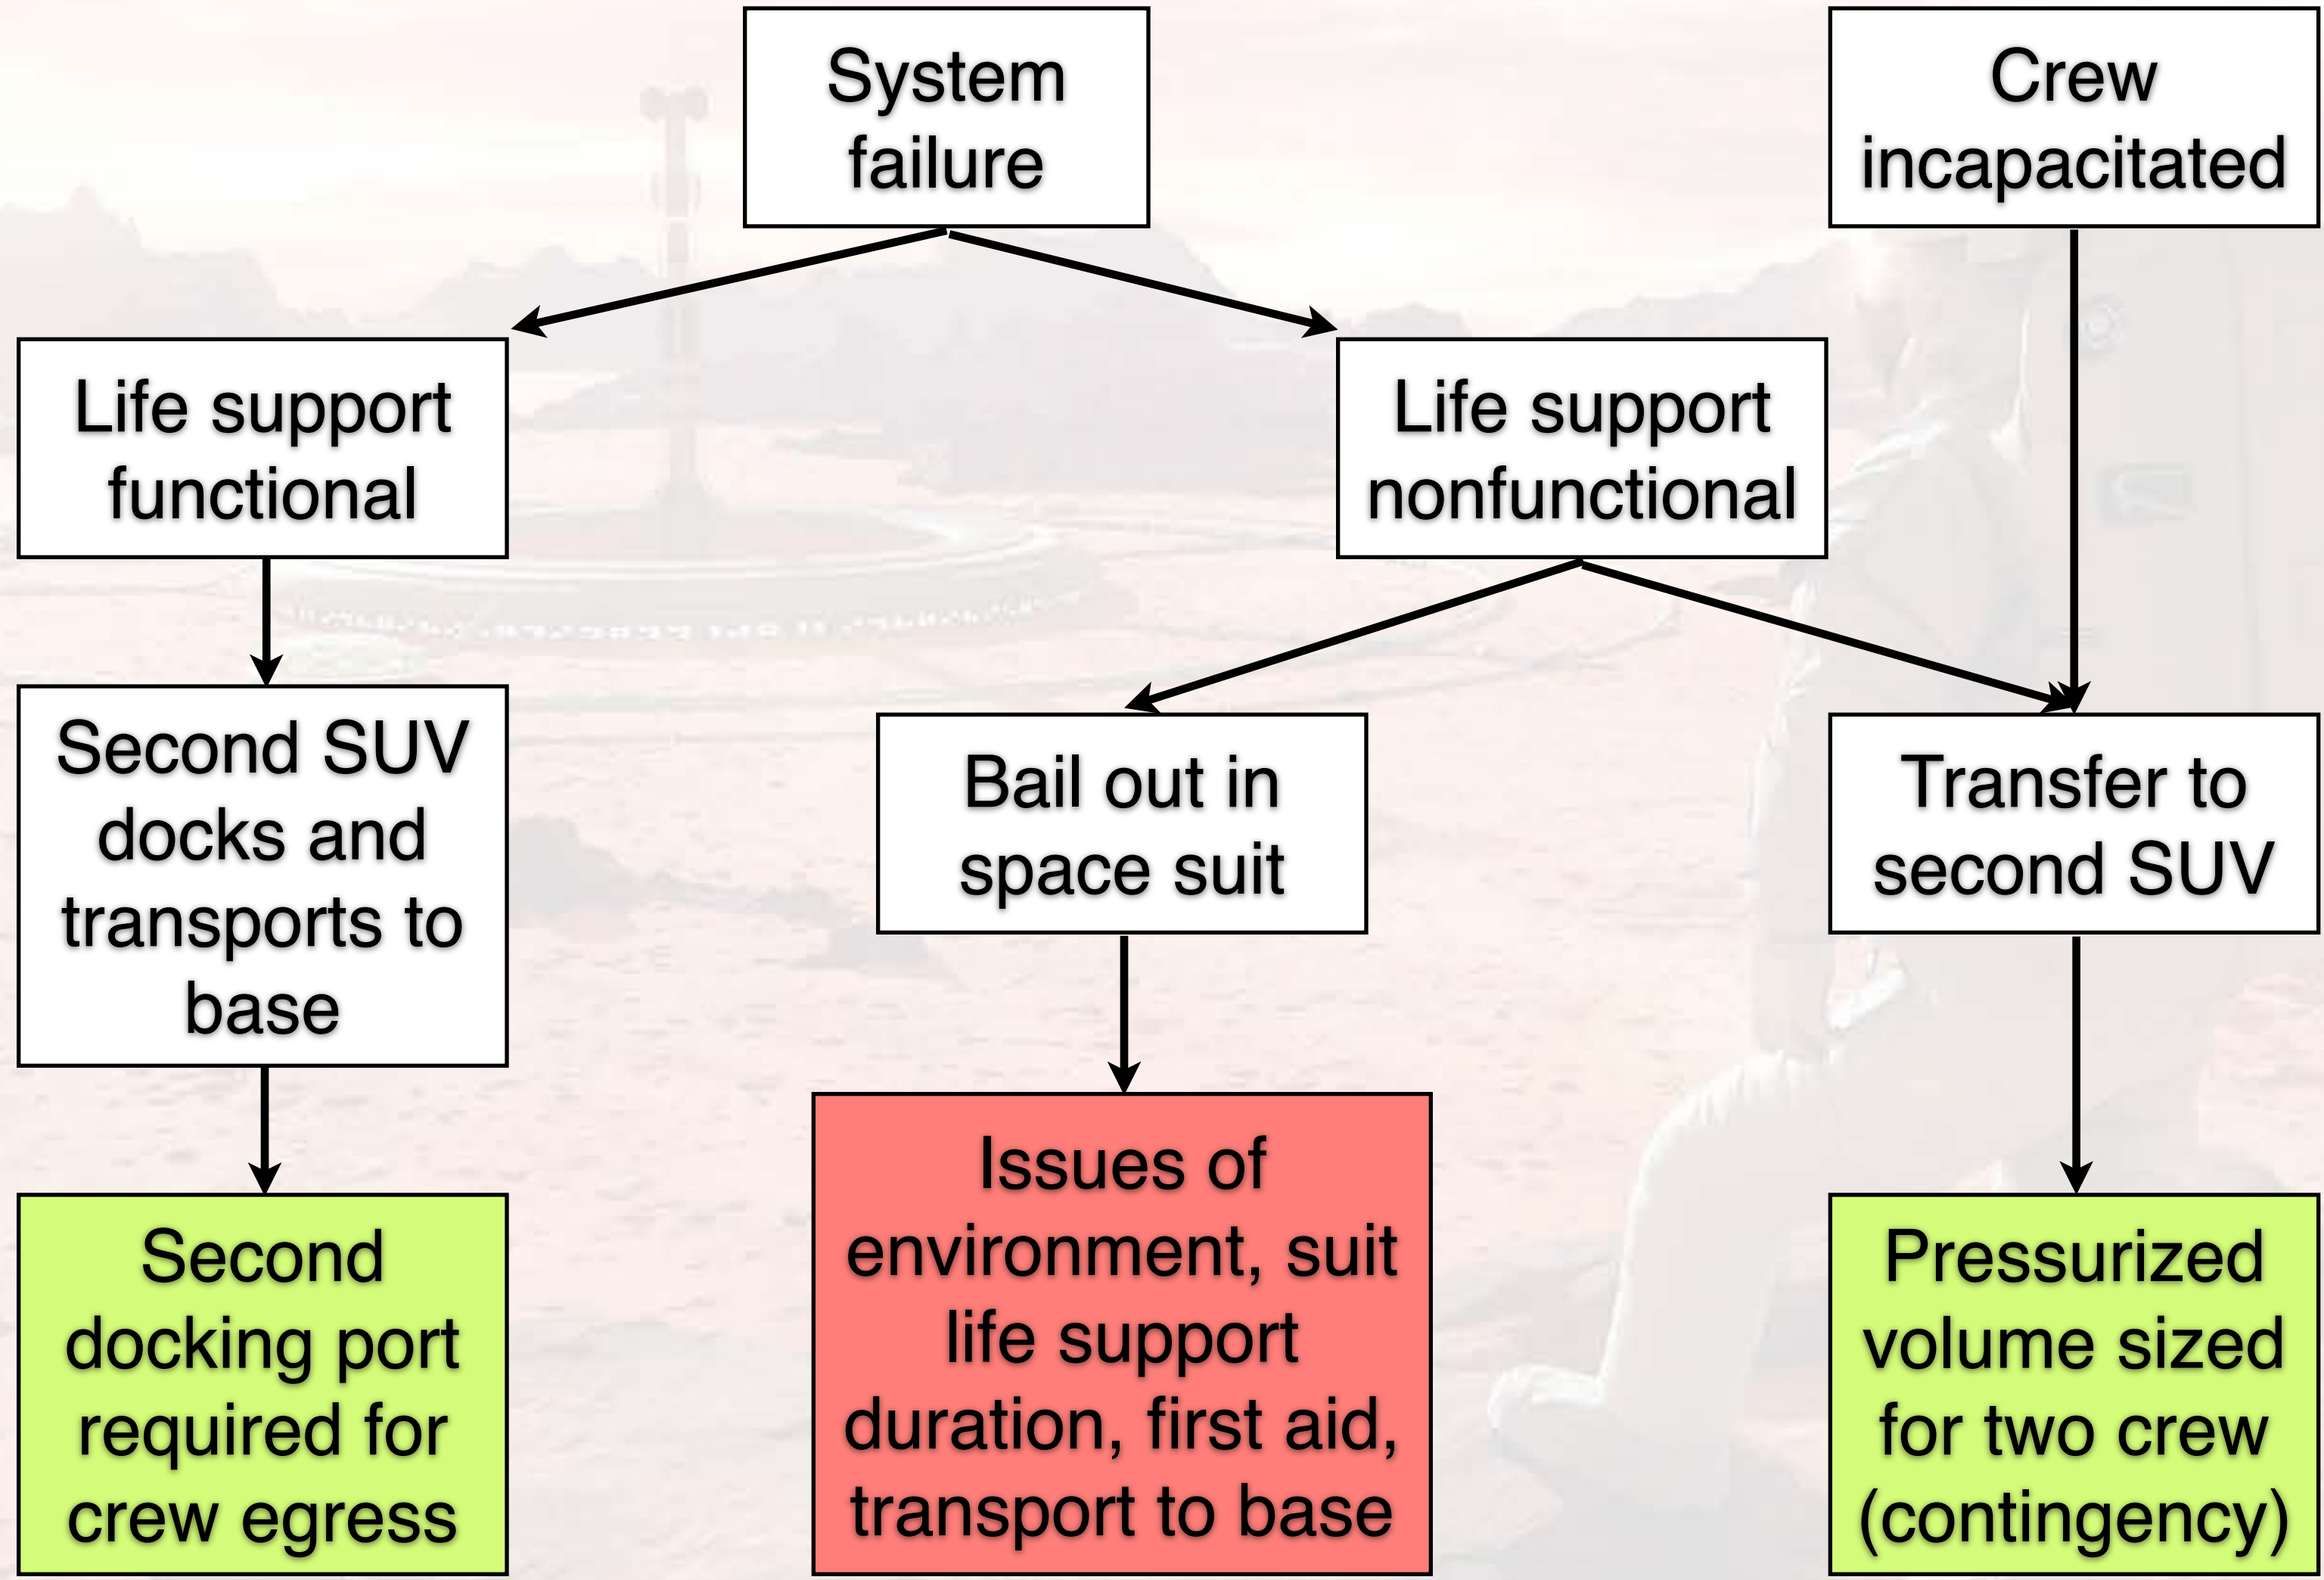 System
failure
Crew
incapacitated
Life support
functional
Life support
nonfunctional
Second SUV
docks and
transports to
base
Bail out in
space suit
Transfer to
second SUV
Second
docking port
required for
crew egress
Issues of
environment, suit
life support
duration, first aid,
transport to base
Pressurized
volume sized
for two crew
(contingency)